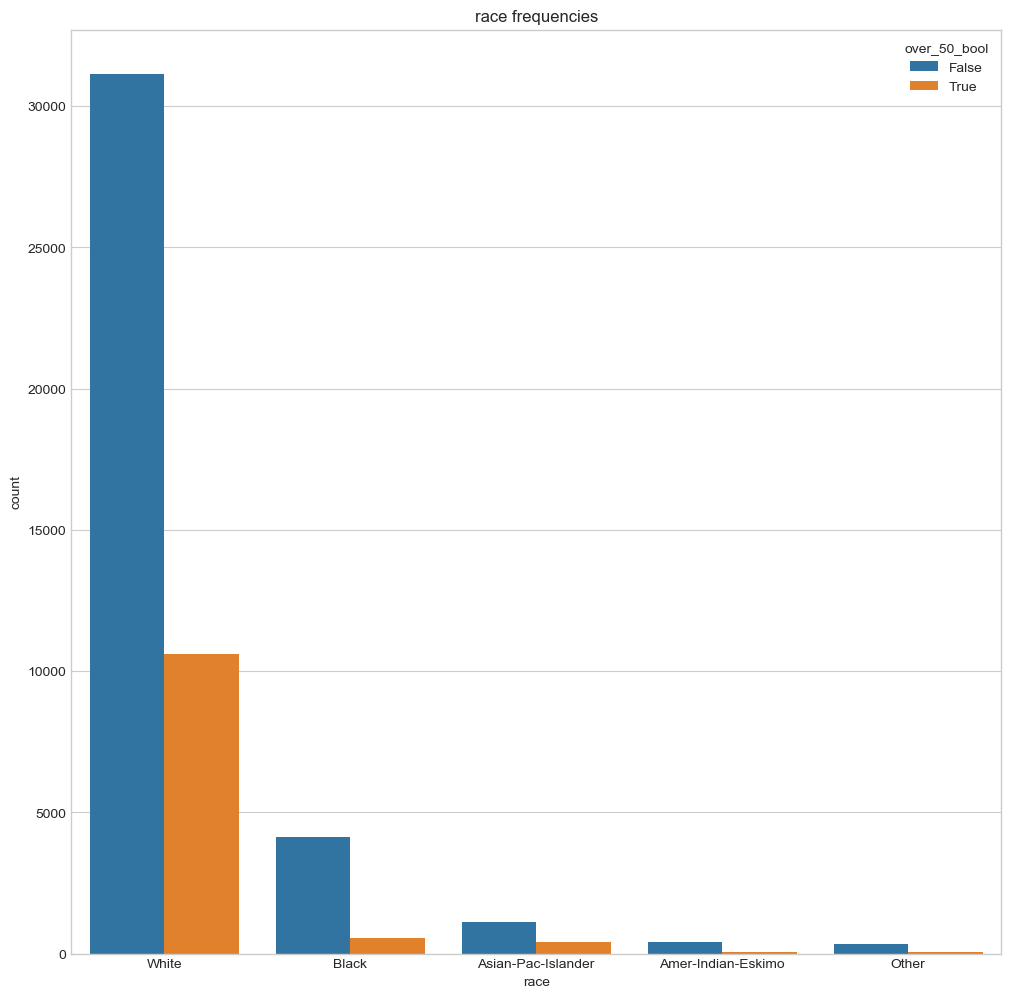 race frequencies
over_50_bool
False
True
30000
25000
20000
15000
10000
5000
0
count
White Black Asian-Pac-Islander Amer-Indian-Eskimo Other
race